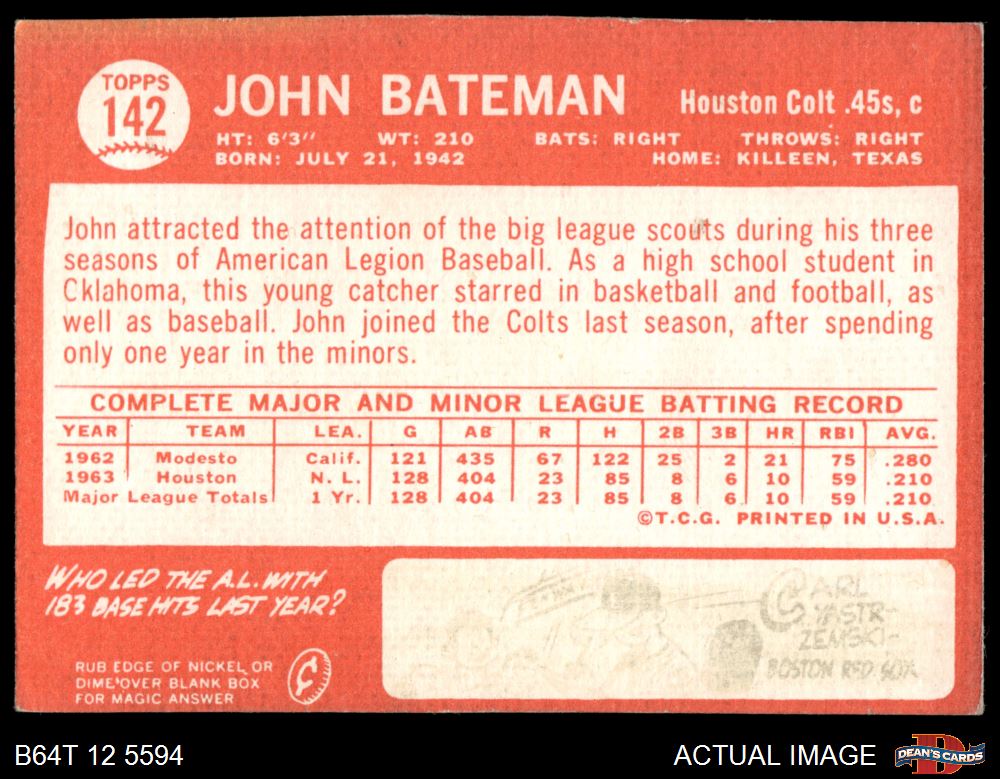 TOPPS
142
JOHN BATEMAN
Houston Colt .45s, c
HT: 6'3" WT: 210 BATS: RIGHT THROWS: RIGHT
BORN: JULY 21, 1942 HOME: KILLEEN, TEXAS
John attracted the attention of the big league scouts during his three
seasons of American Legion Baseball. As a high school student in
Cklahoma, this young catcher starred in basketball and football, as
well as baseball. John joined the Colts last season, after spending
only one year in the minors.
COMPLETE MAJOR AND MINOR LEAGUE BATTING RECORD
YEAR TEAM LEA. G AB R H 2B 3B HR RBI AVG.
1962 Modesto Calif. 121 435 67 122 25 2 21 75 .280
1963 Houston N. L. 128 404 23 85 8 6 10 59 .210
Major League Totals 1 Yr. 128 404 23 85 8 6 10 59 .210
©T.C.G. PRINTED IN U.S.A.
WHO LED THE A.L. WITH
183 BASE HITS LAST YEAR?
RUB EDGE OF NICKEL OR
DIME OVER BLANK BOX
FOR MAGIC ANSWER
CARL
YASTR-
ZEMSKI-
BOSTON RED SOX
B64T 12 5594
ACTUAL IMAGE
DEAN'S CARDS